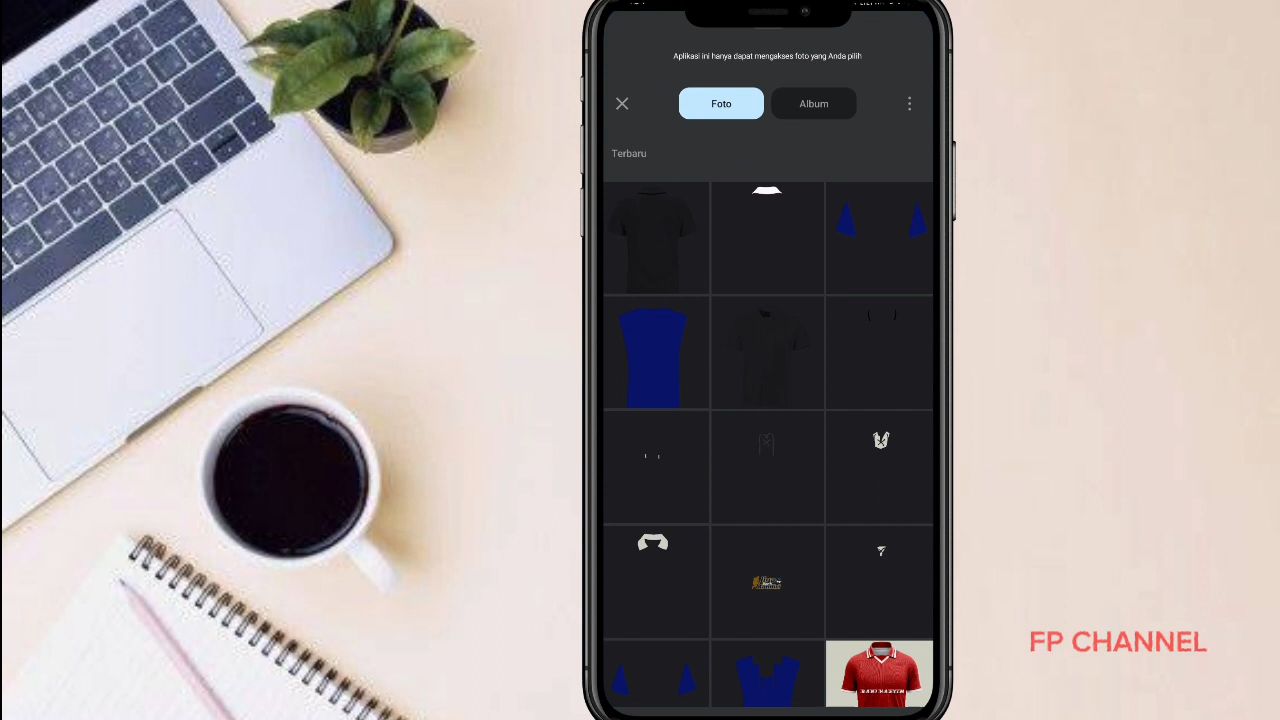 Aplikasi ini hanya dapat mengakses foto yang Anda pilih
Foto
Album
Terbaru
FP CHANNEL